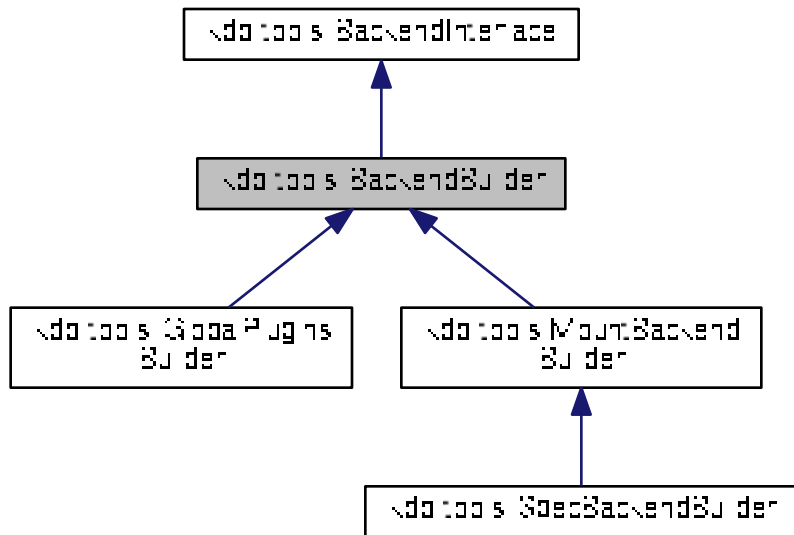 kdb::tools::BackendInterface
kdb::tools::BackendBuilder
kdb::tools::GlobalPlugins
Builder
kdb::tools::MountBackend
Builder
kdb::tools::SpecBackendBuilder